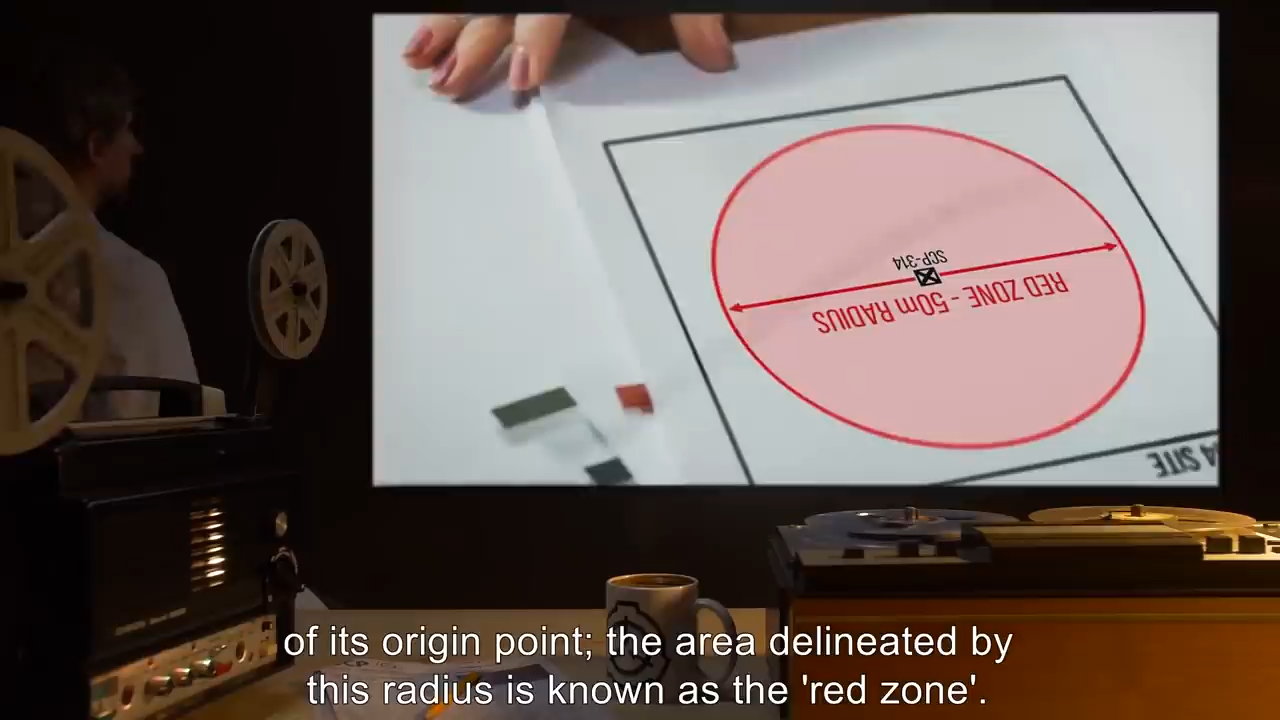 SCP-314
RED ZONE - 50m RADIUS
A SITE
of its origin point; the area delineated by
this radius is known as the 'red zone'.